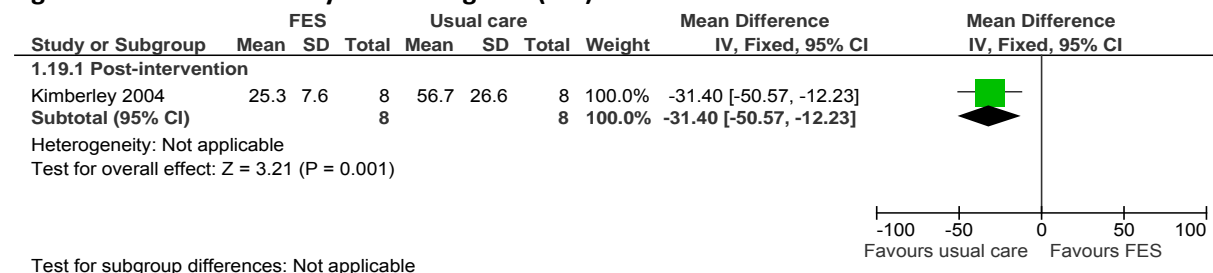 FES Usual care Mean Difference Mean Difference
Study or Subgroup Mean SD Total Mean SD Total Weight IV, Fixed, 95% CI IV, Fixed, 95% CI
1.19.1 Post-intervention
Kimberley 2004 25.3 7.6 8 56.7 26.6 8 100.0% -31.40 [-50.57, -12.23]
Subtotal (95% CI) 8 8 100.0% -31.40 [-50.57, -12.23]
Heterogeneity: Not applicable
Test for overall effect: Z = 3.21 (P = 0.001)
-100 -50 0 50 100
Favours usual care Favours FES
Test for subgroup differences: Not applicable